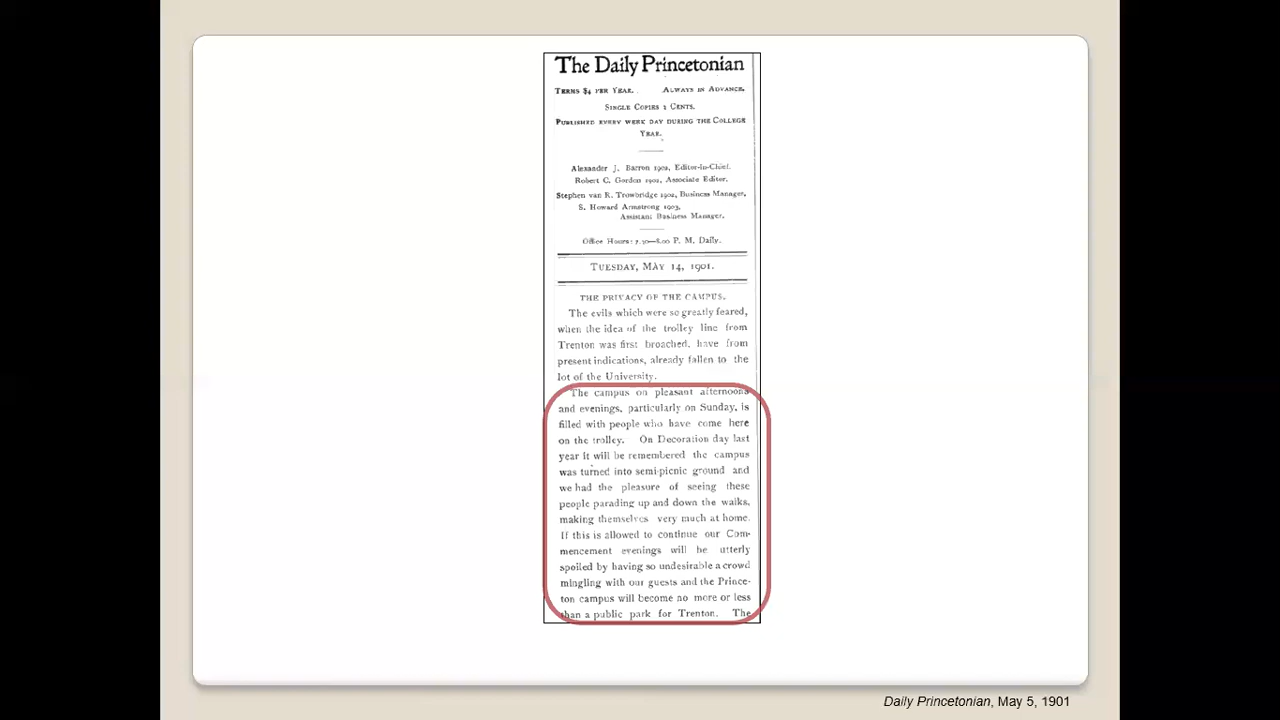 The Daily Princetonian
TERMS $4 PER YEAR. ALWAYS IN ADVANCE.
SINGLE COPIES 2 CENTS.
PUBLISHED EVERY WEEK DAY DURING THE COLLEGE
YEAR.
Alexander J. Barron 1902, Editor-in-Chief.
Robert C. Gordon 1902, Associate Editor.
Stephen van R. Trowbridge 1902, Business Manager.
S. Howard Armstrong 1903,
Assistant Business Manager.
Office Hours: 7.30—8.00 P. M. Daily.
TUESDAY, MAY 14, 1901.
THE PRIVACY OF THE CAMPUS.
The evils which were so greatly feared,
when the idea of the trolley line from
Trenton was first broached, have from
present indications, already fallen to the
lot of the University.
The campus on pleasant afternoons
and evenings, particularly on Sunday, is
filled with people who have come here
on the trolley. On Decoration day last
year it will be remembered the campus
was turned into semi-picnic ground and
we had the pleasure of seeing these
people parading up and down the walks,
making themselves very much at home.
If this is allowed to continue our Com-
mencement evenings will be utterly
spoiled by having so undesirable a crowd
mingling with our guests and the Prince-
ton campus will become no more or less
than a public park for Trenton. The
Daily Princetonian, May 5, 1901